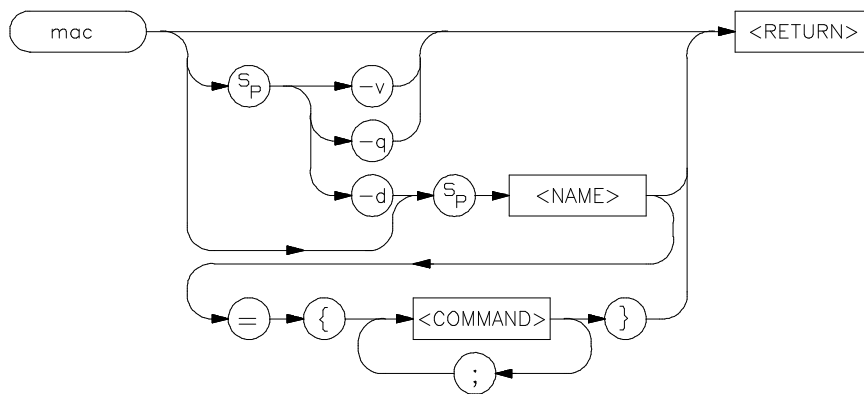 mac <RETURN>
SP -v
-q
-d SP <NAME>
= { <COMMAND> }
;